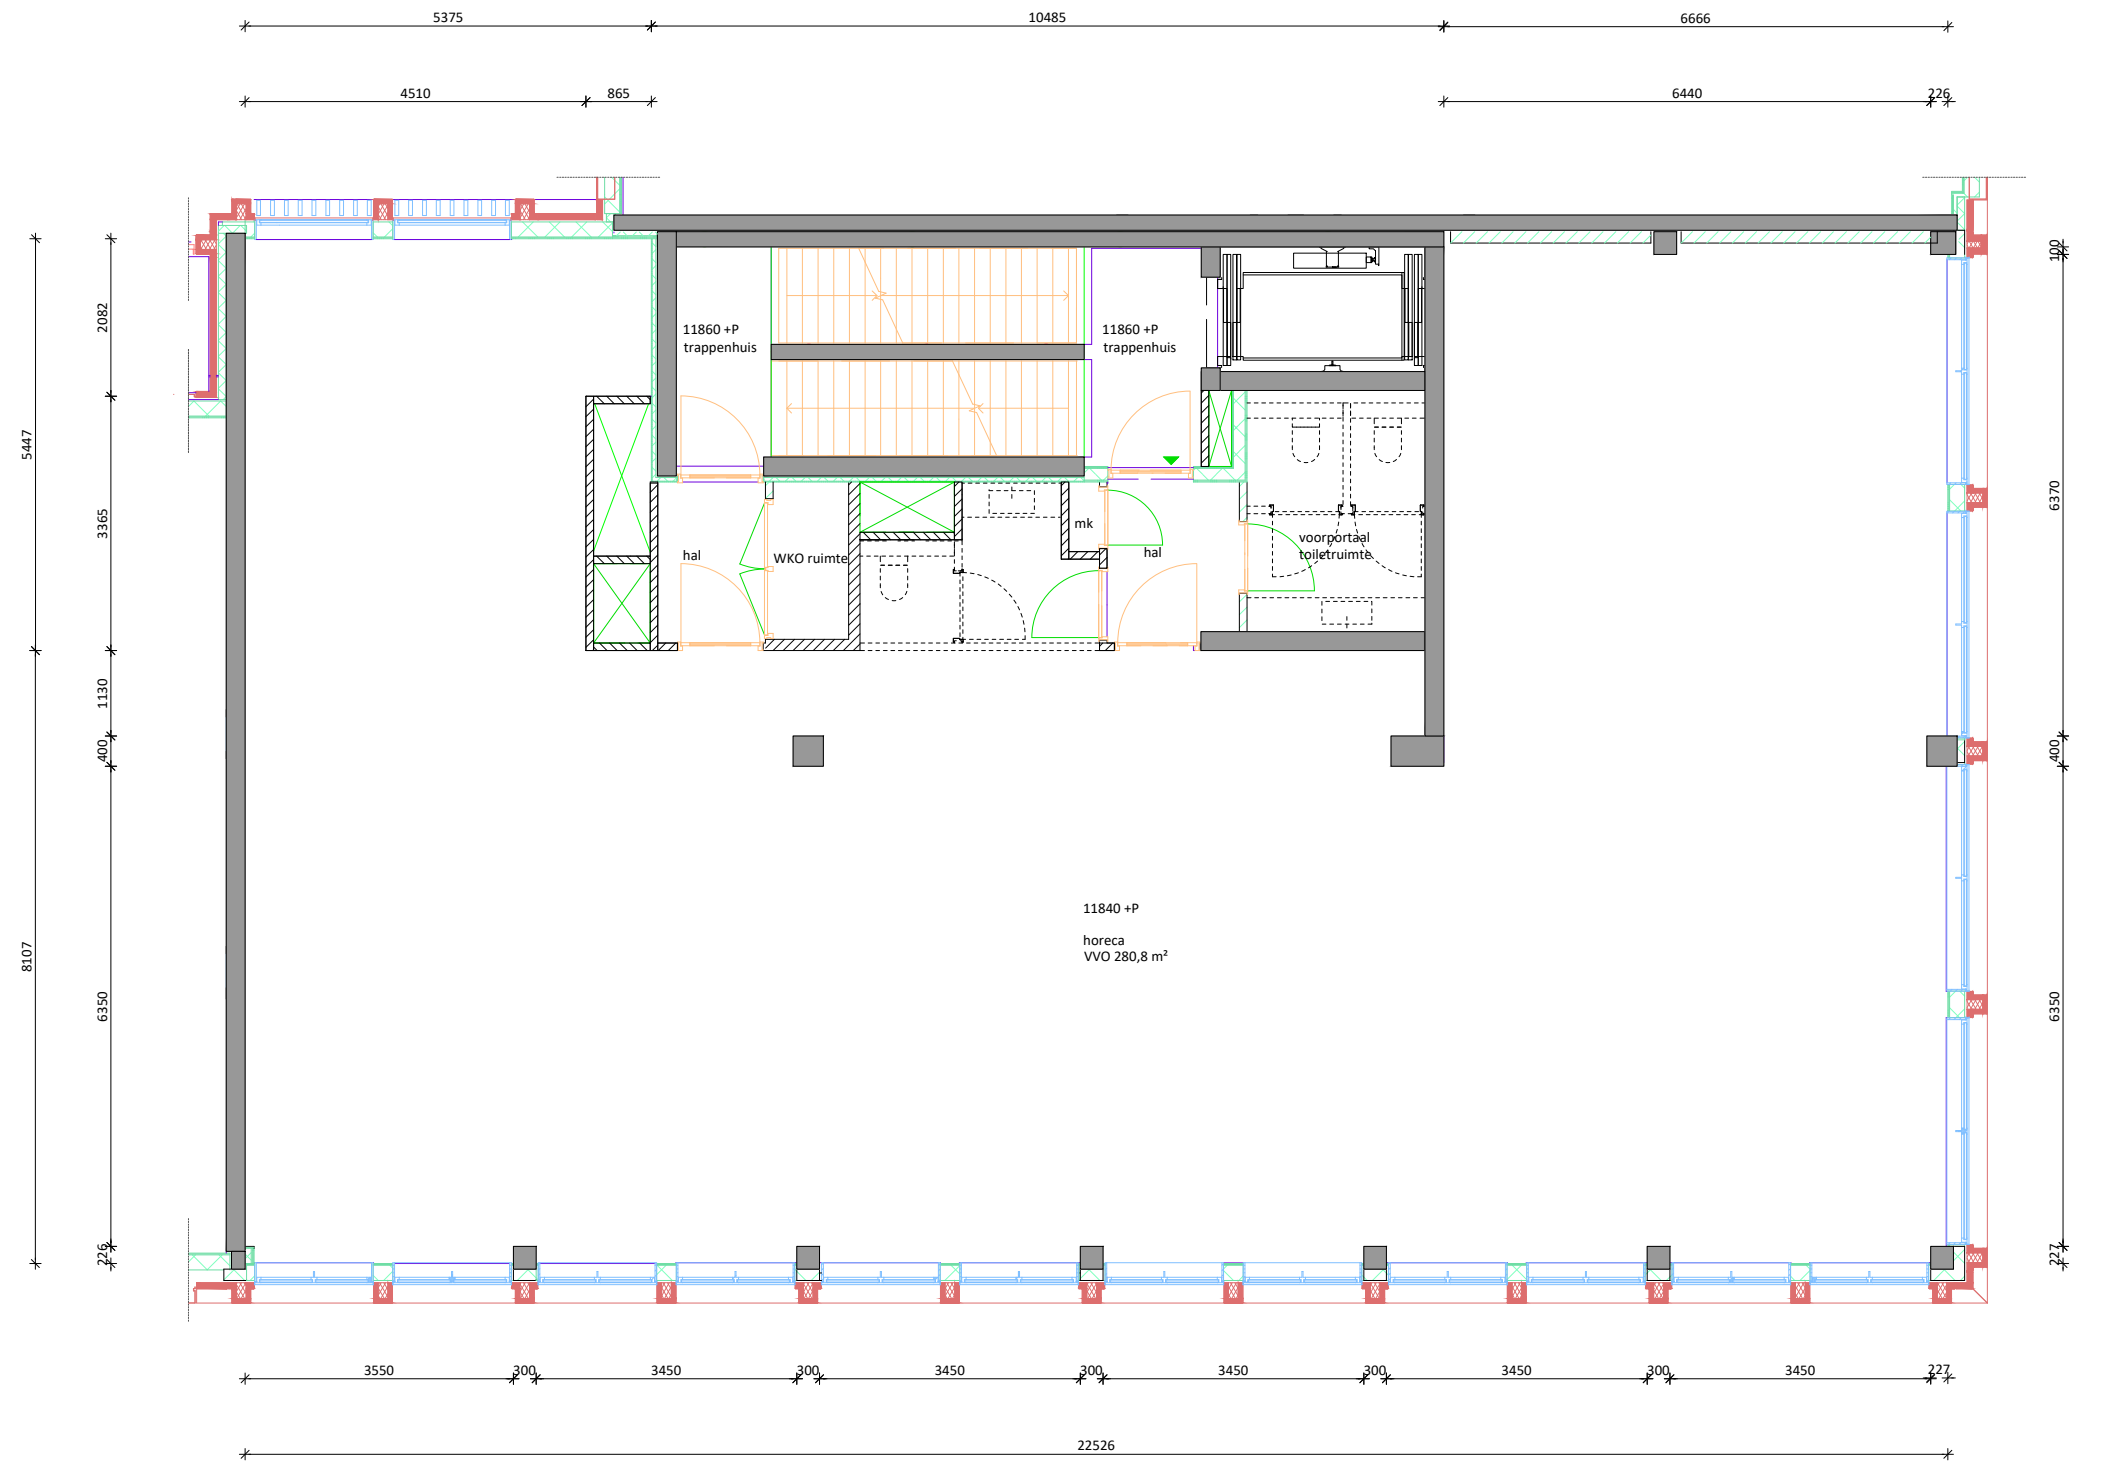 5375
10485
6666
4510
865
6440
226
100
2082
11860 +P
trappenhuis
11860 +P
trappenhuis
5447
3365
6370
mk
hal
WKO ruimte
hal
voorportaal
toiletruimte
1130
400
400
11840 +P
horeca
VVO 280,8 m²
8107
6350
6350
226
227
3550
300
3450
300
3450
300
3450
300
3450
300
3450
227
22526